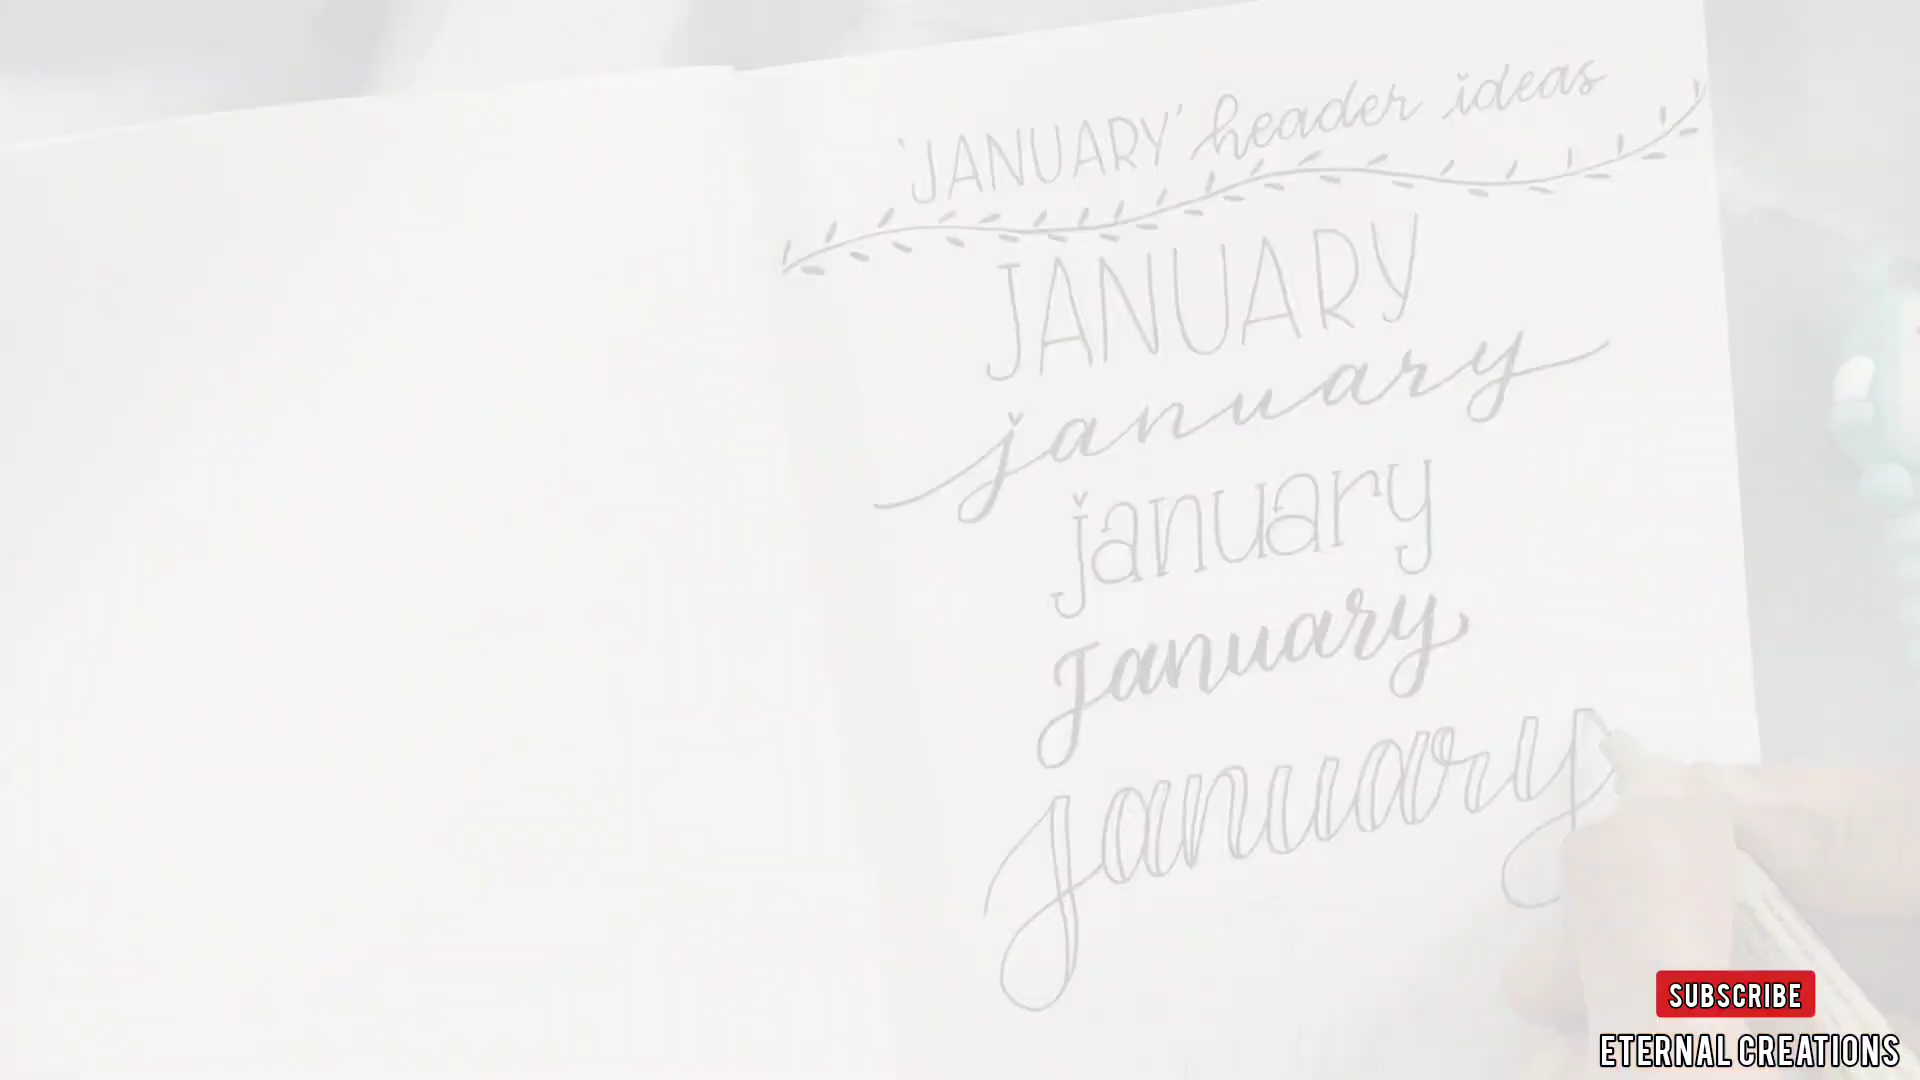 'JANUARY' header ideas
JANUARY
january
january
January
january
SUBSCRIBE
ETERNAL CREATIONS